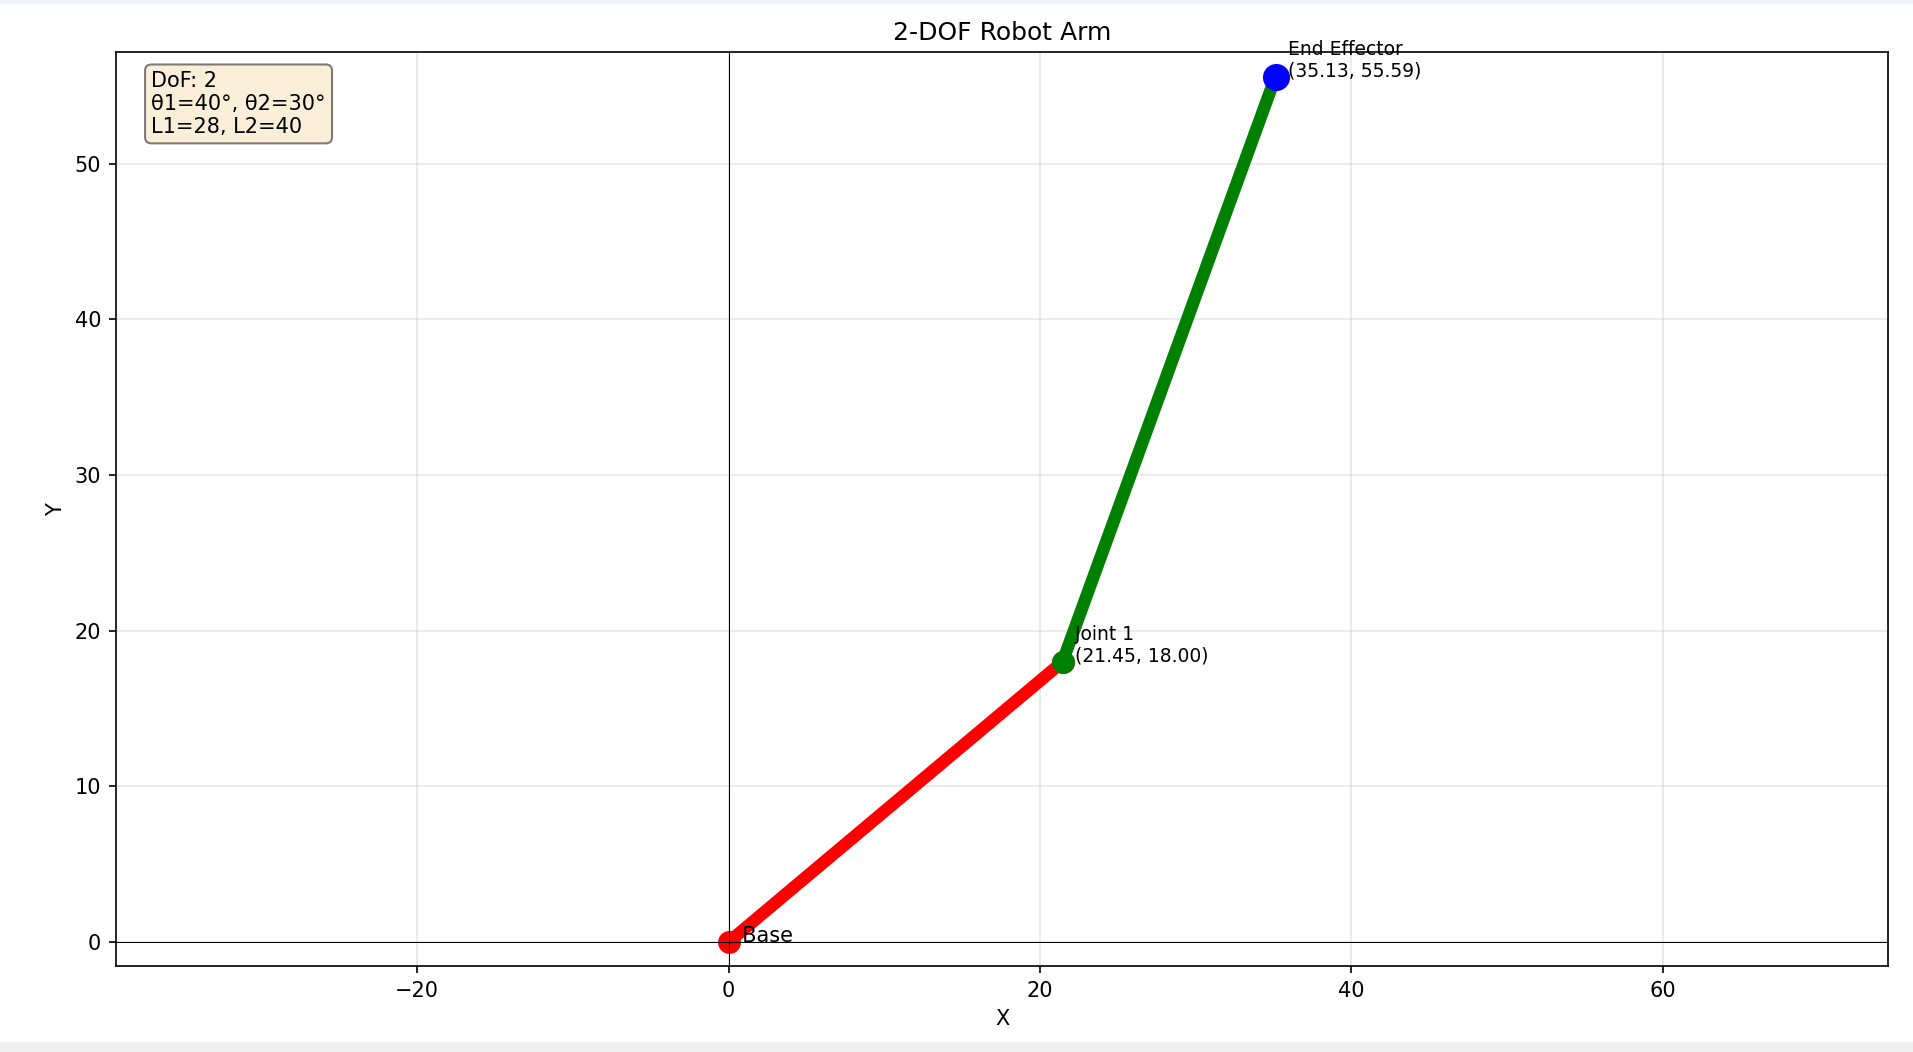 2-DOF Robot Arm
End Effector
(35.13, 55.59)
DoF: 2
θ1=40°, θ2=30°
L1=28, L2=40
50
40
30
Y
20
10
0
Joint 1
(21.45, 18.00)
Base
−20
0
20
40
60
X